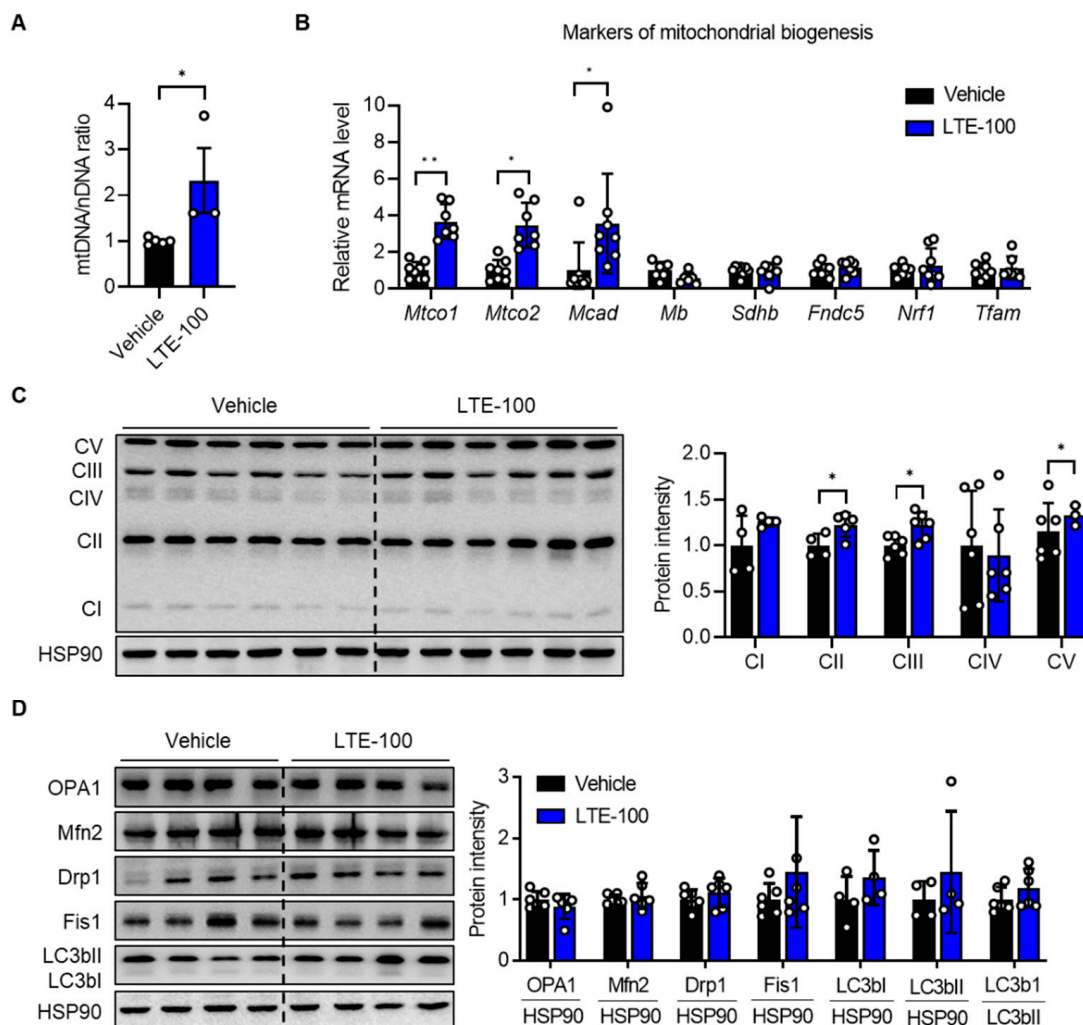 A
*
mtDNA/nDNA ratio
4
3
2
1
0
Vehicle
LTE-100
B
Markers of mitochondrial biogenesis
Vehicle
LTE-100
Relative mRNA level
10
8
6
4
2
0
**
*
*
Mtco1 Mtco2 Mcad Mb Sdhb Fndc5 Nrf1 Tfam
C
Vehicle LTE-100
CV
CIII
CIV
CII
CI
HSP90
Protein intensity
2.0
1.5
1.0
0.5
0.0
*
*
*
CI CII CIII CIV CV
D
Vehicle LTE-100
OPA1
Mfn2
Drp1
Fis1
LC3bII
LC3bI
HSP90
Protein intensity
3
2
1
0
Vehicle
LTE-100
OPA1 Mfn2 Drp1 Fis1 LC3bI LC3bII LC3b1
HSP90 HSP90 HSP90 HSP90 HSP90 HSP90 LC3bII